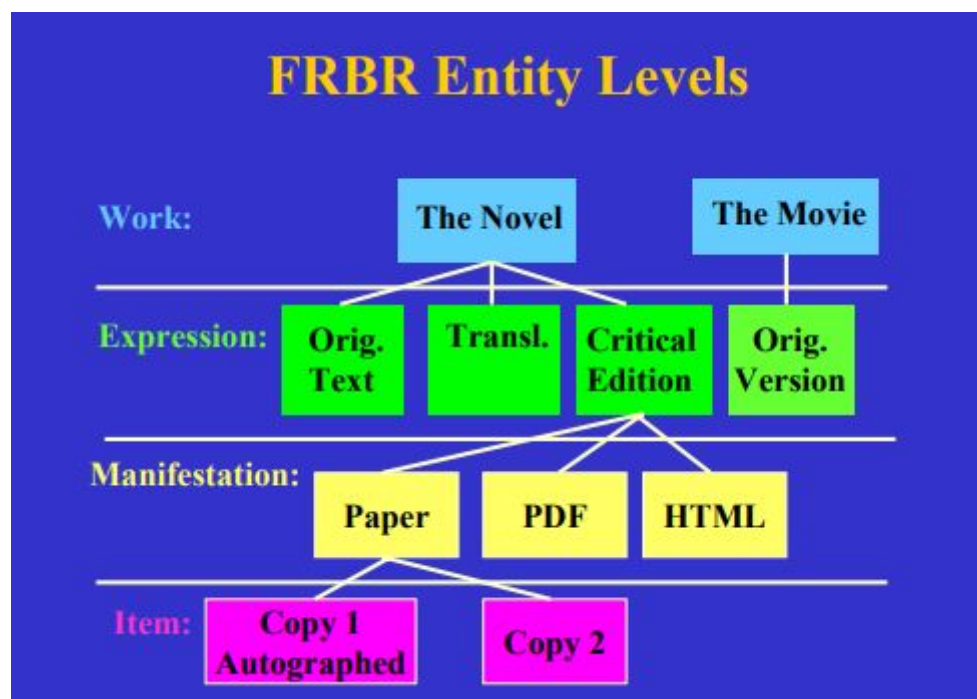 FRBR Entity Levels
Work:
The Novel
The Movie
Expression:
Orig.
Text
Transl.
Critical
Edition
Orig.
Version
Manifestation:
Paper
PDF
HTML
Item:
Copy 1
Autographed
Copy 2